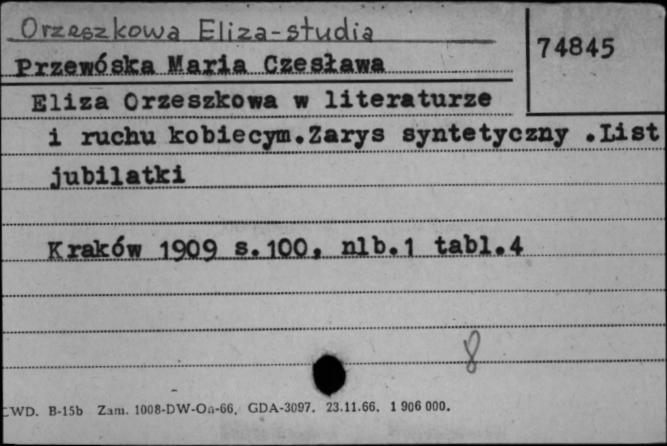 Orzeszkowa Eliza-studia
74845
Przewóska Maria Czesława
Eliza Orzeszkowa w literaturze
i ruchu kobiecym.Zarys syntetyczny .List
jubilatki
Kraków 1909 s.100, nlb.1 tabl.4
8
CWD. B-15b Zam. 1008-DW-On-66. GDA-3097. 23.11.66. 1 906 000.